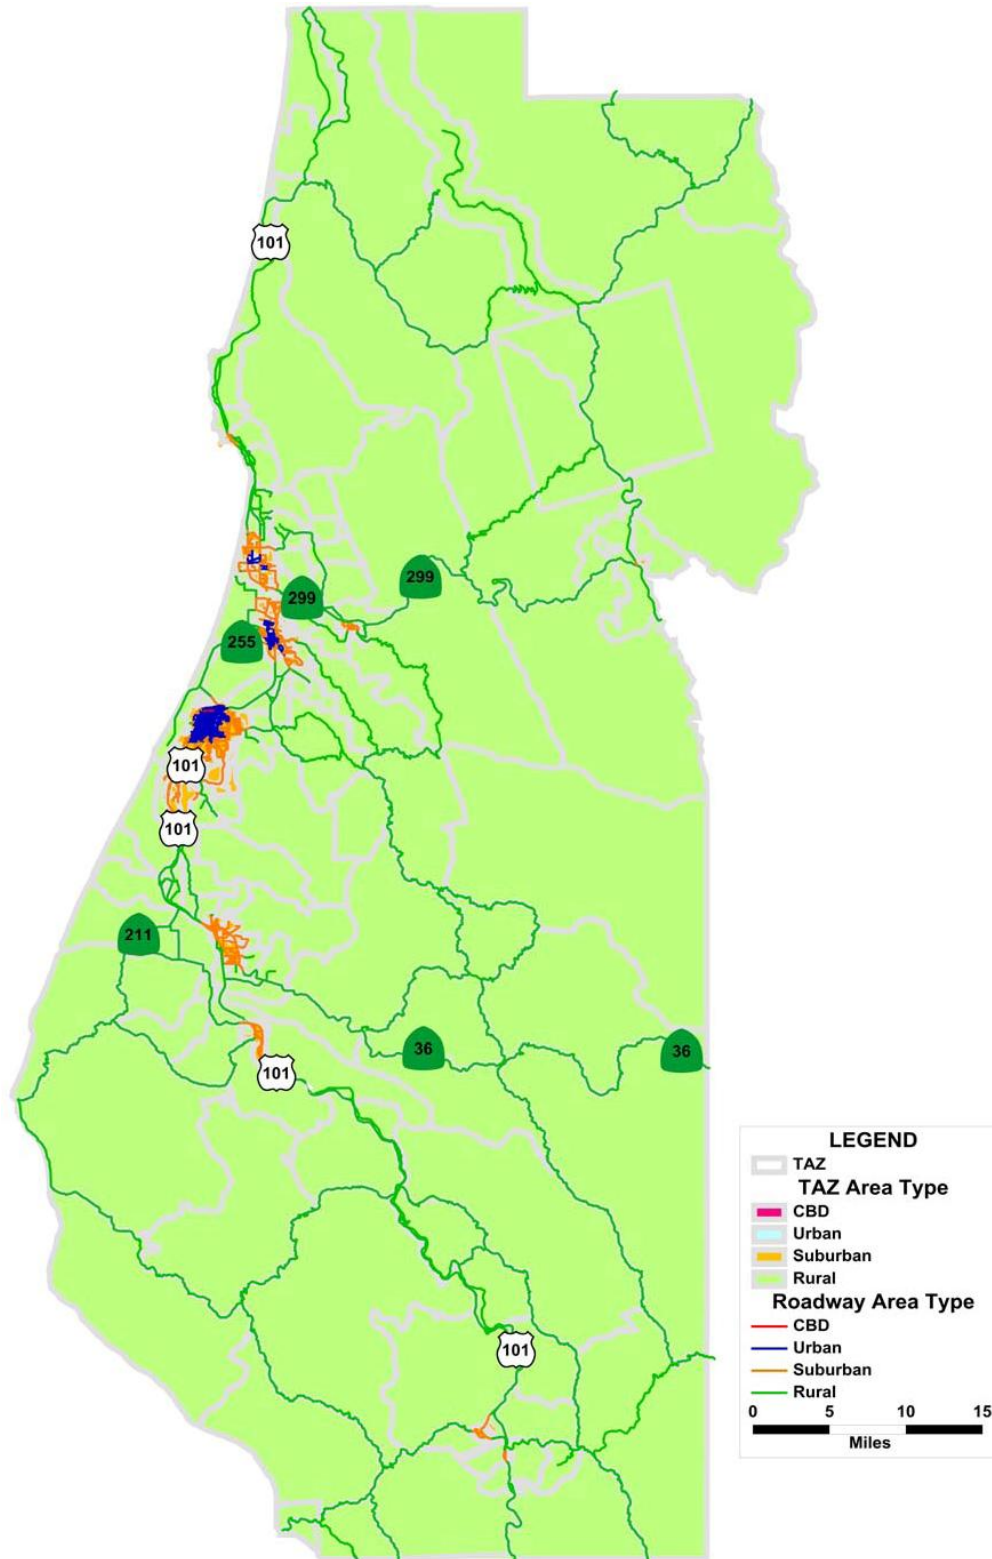 101
299
299
255
101
101
211
36
36
101
LEGEND
TAZ
TAZ Area Type
CBD
Urban
Suburban
Rural
Roadway Area Type
CBD
Urban
Suburban
Rural
0 5 10 15
Miles
101